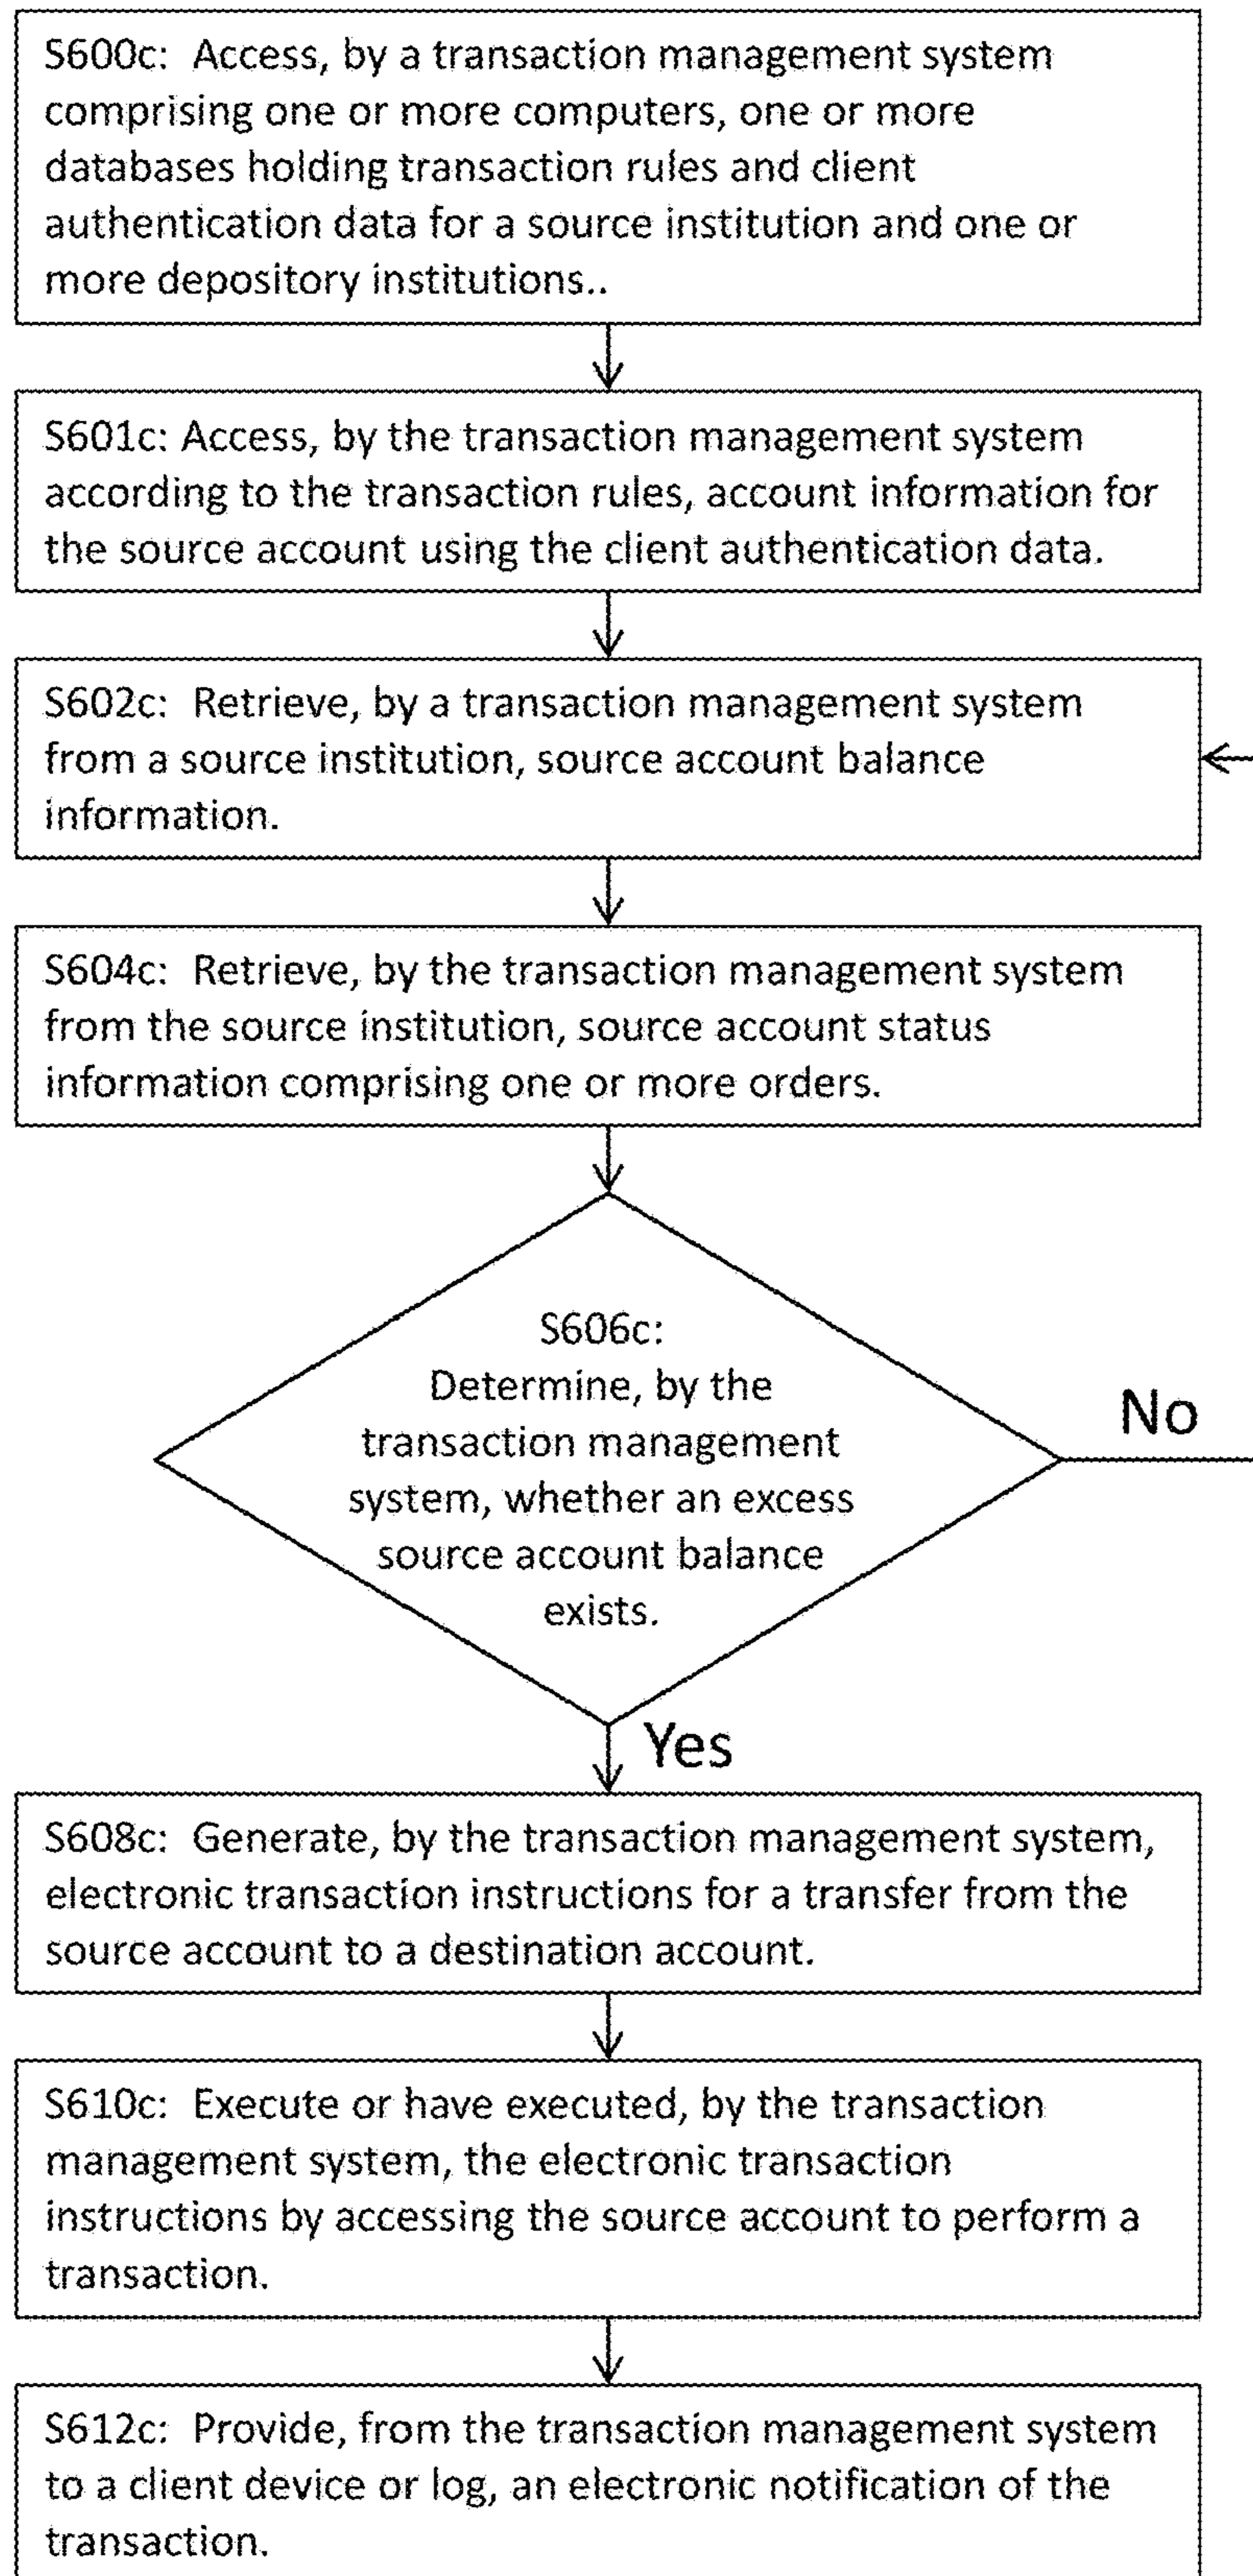 S600c: Access, by a transaction management system
comprising one or more computers, one or more
databases holding transaction rules and client
authentication data for a source institution and one or
more depository institutions..
S601c: Access, by the transaction management system
according to the transaction rules, account information for
the source account using the client authentication data.
S602c: Retrieve, by a transaction management system
from a source institution, source account balance
information.
S604c: Retrieve, by the transaction management system
from the source institution, source account status
information comprising one or more orders.
S606c:
Determine, by the
transaction management
system, whether an excess
source account balance
exists.
No
Yes
S608c: Generate, by the transaction management system,
electronic transaction instructions for a transfer from the
source account to a destination account.
S610c: Execute or have executed, by the transaction
management system, the electronic transaction
instructions by accessing the source account to perform a
transaction.
S612c: Provide, from the transaction management system
to a client device or log, an electronic notification of the
transaction.